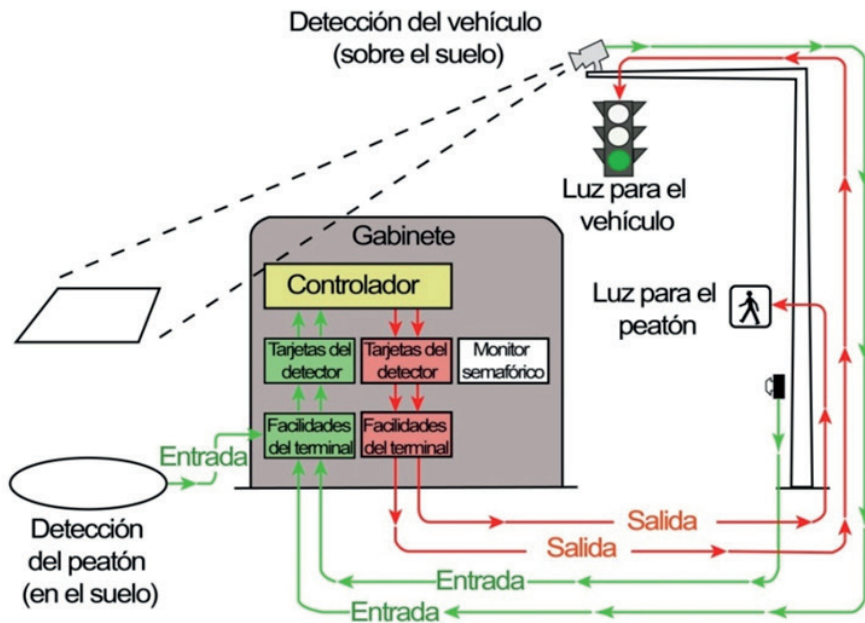 Detección del vehículo
(sobre el suelo)
Luz para el
vehículo
Gabinete
Controlador
Luz para el
peatón
Tarjetas del
detector
Tarjetas del
detector
Monitor
semafórico
Facilidades
del terminal
Facilidades
del terminal
Entrada
Detección
del peatón
(en el suelo)
Salida
Salida
Entrada
Entrada